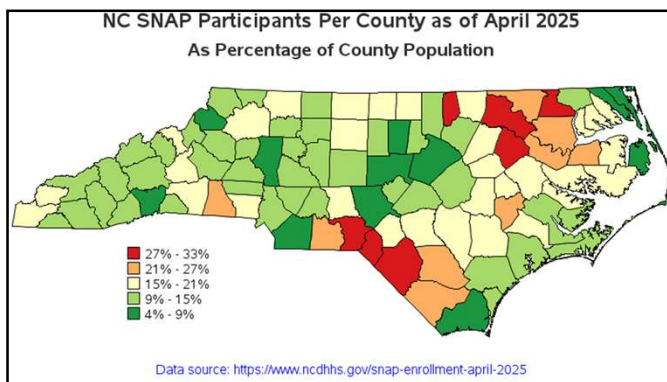 NC SNAP Participants Per County as of April 2025
As Percentage of County Population
27% - 33%
21% - 27%
15% - 21%
9% - 15%
4% - 9%
Data source: https://www.ncdhhs.gov/snap-enrollment-april-2025